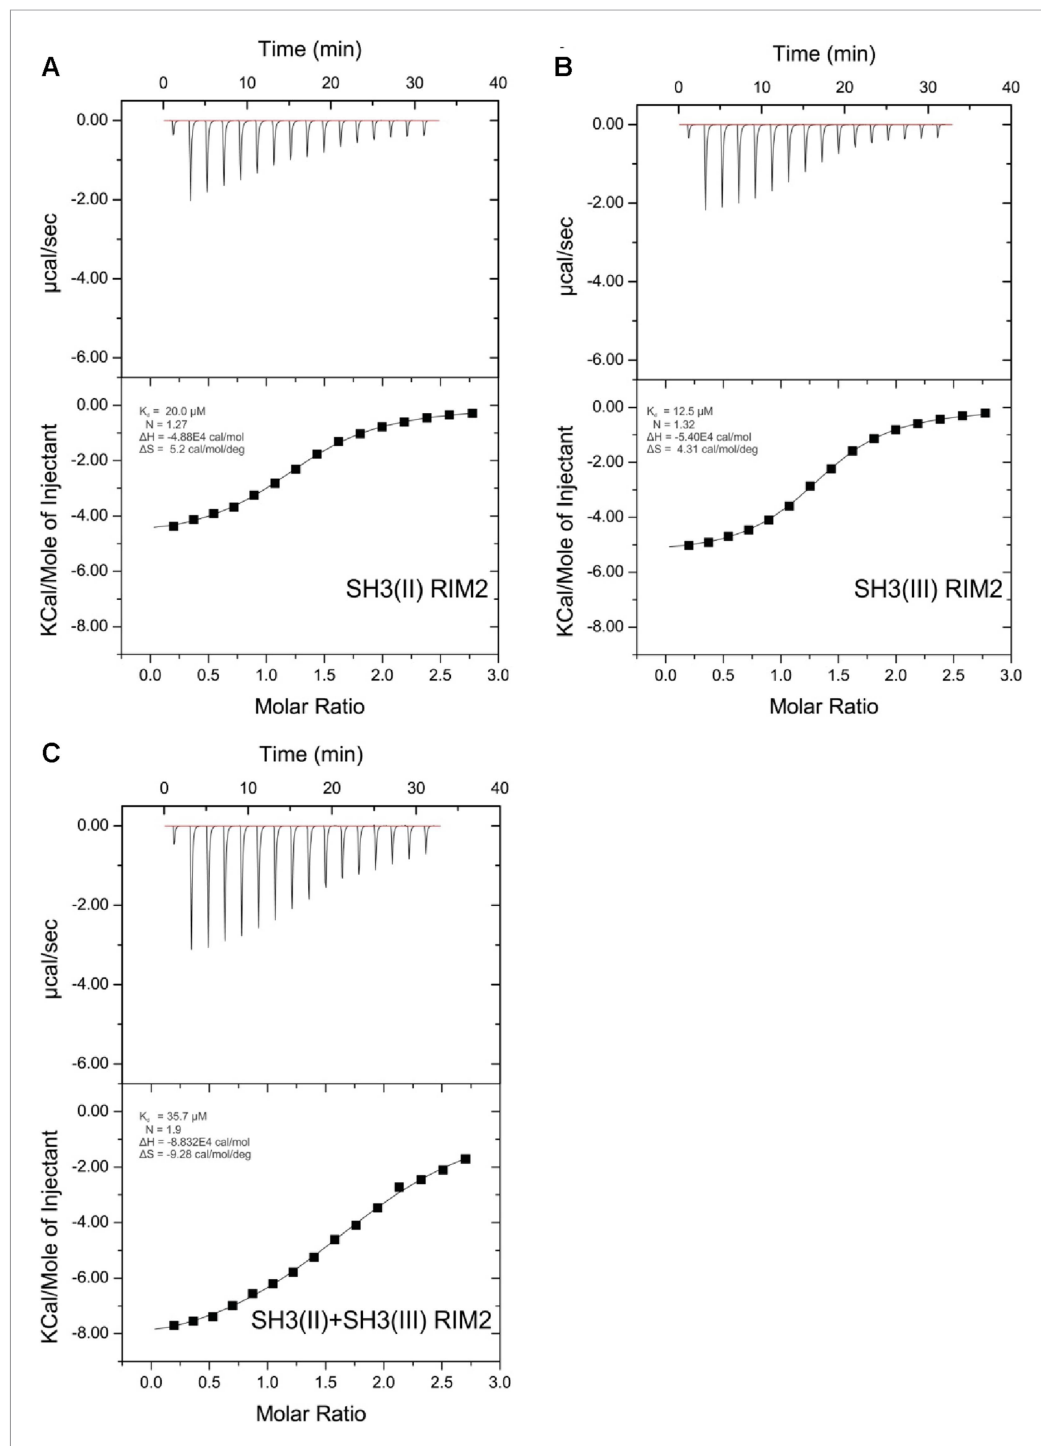 A
Time (min)
0 10 20 30 40
0.00
-2.00
-4.00
-6.00
µcal/sec
0.00
-2.00
-4.00
-6.00
-8.00
KCal/Mole of Injectant
K = 20.0 µM
N = 1.27
ΔH = -4.88E4 cal/mol
ΔS = 5.2 cal/mol/deg
SH3(II) RIM2
0.0 0.5 1.0 1.5 2.0 2.5 3.0
Molar Ratio
B
Time (min)
0 10 20 30 40
0.00
-2.00
-4.00
-6.00
µcal/sec
0.00
-2.00
-4.00
-6.00
-8.00
KCal/Mole of Injectant
K = 12.5 µM
N = 1.32
ΔH = -5.40E4 cal/mol
ΔS = 4.31 cal/mol/deg
SH3(III) RIM2
0.0 0.5 1.0 1.5 2.0 2.5 3.0
Molar Ratio
C
Time (min)
0 10 20 30 40
0.00
-2.00
-4.00
-6.00
µcal/sec
0.00
-2.00
-4.00
-6.00
-8.00
KCal/Mole of Injectant
K = 35.7 µM
N = 1.9
ΔH = -8.832E4 cal/mol
ΔS = -9.28 cal/mol/deg
SH3(II)+SH3(III) RIM2
0.0 0.5 1.0 1.5 2.0 2.5 3.0
Molar Ratio